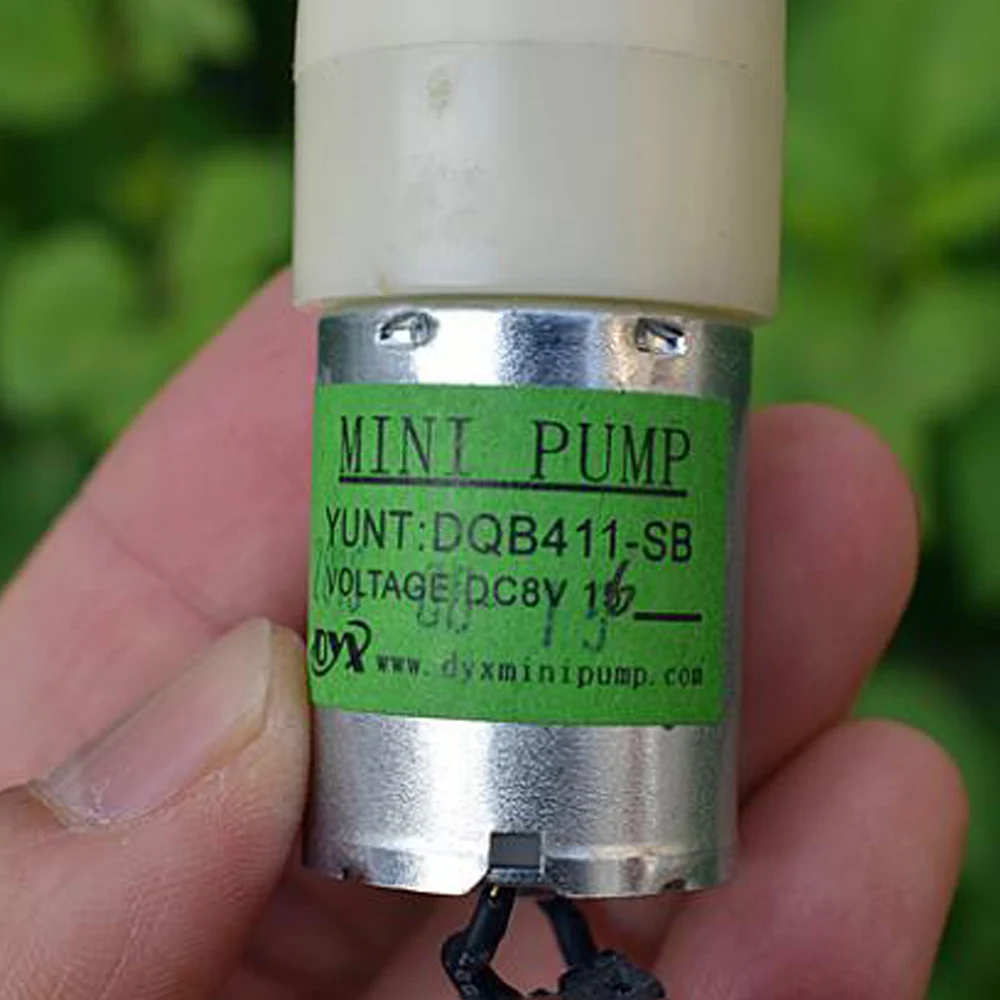 MINI PUMP
YUNT:DQB411-SB
VOLTAGE DC8V
DYX www.dyxminipump.com